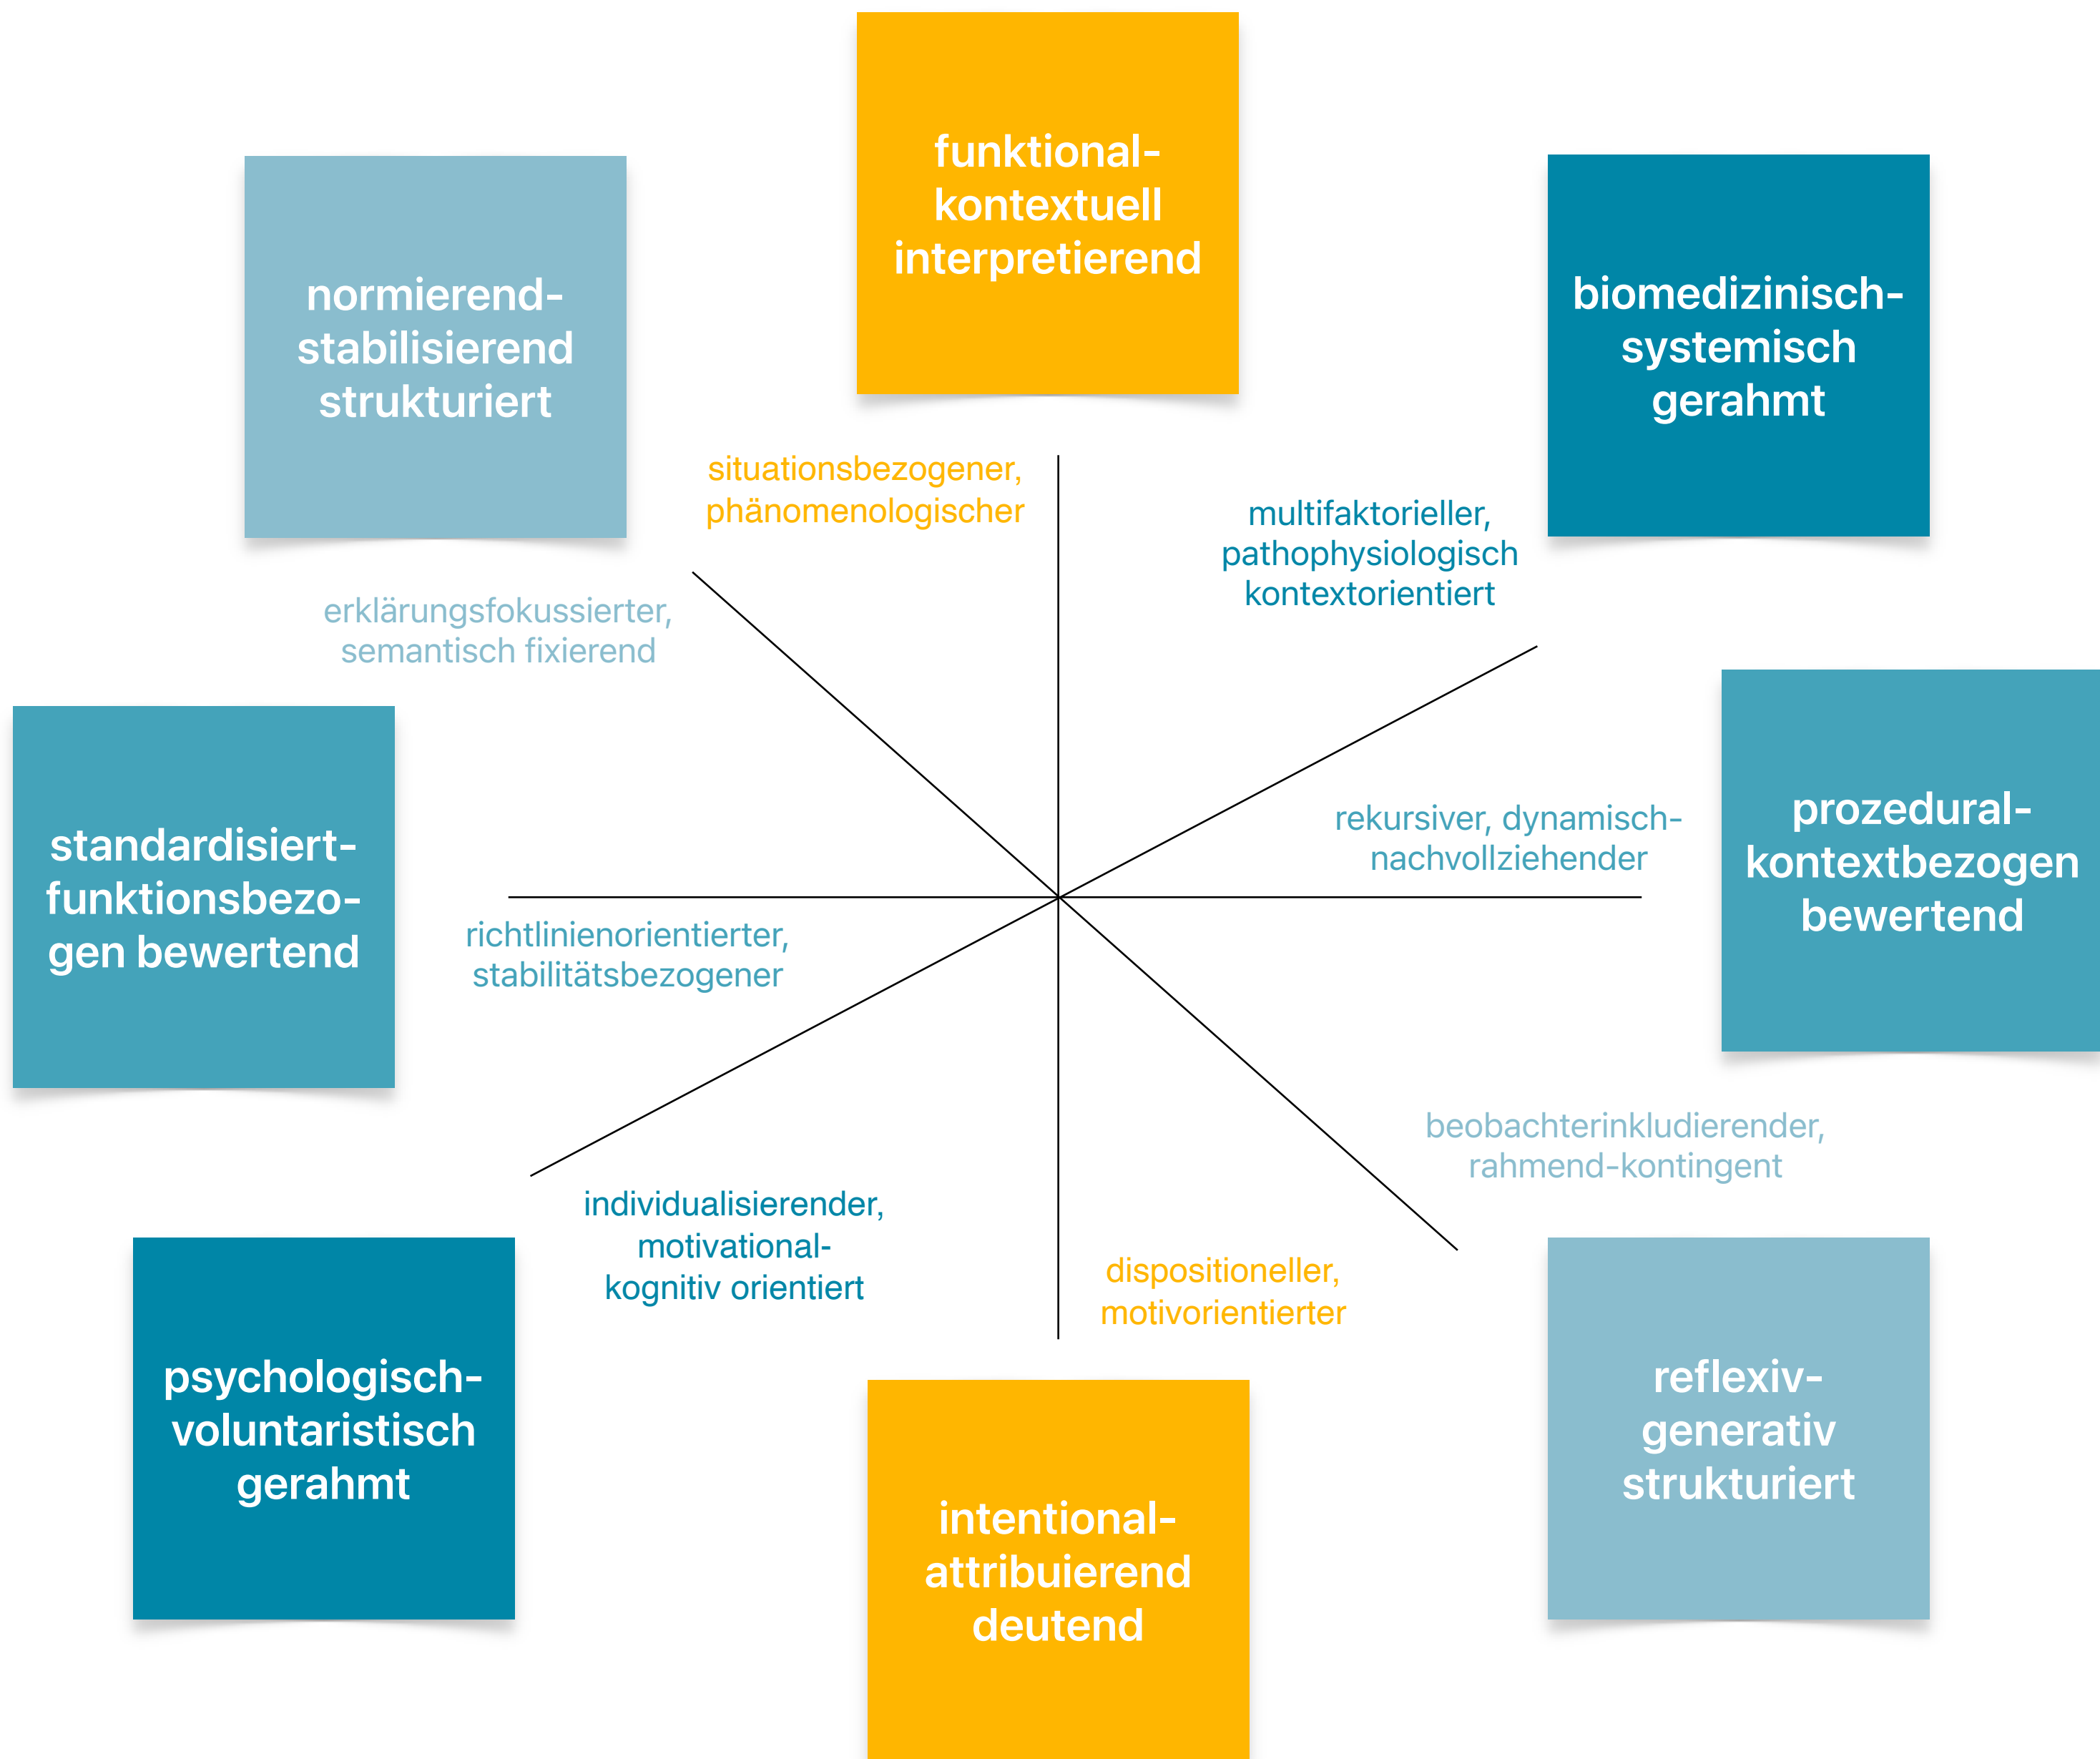 funktional-
kontextuell
interpretierend
normierend-
stabilisierend
strukturiert
biomedizinisch-
systemisch
gerahmt
situationsbezogener,
phänomenologischer
multifaktorieller,
pathophysiologisch
kontextorientiert
erklärungsfokussierter,
semantisch fixierend
standardisiert-
funktionsbezo-
gen bewertend
rekursiver, dynamisch-
nachvollziehender
prozedural-
kontextbezogen
bewertend
richtlinienorientierter,
stabilitätsbezogener
beobachterinkludierender,
rahmend-kontingent
individualisierender,
motivational-
kognitiv orientiert
dispositioneller,
motivorientierter
psychologisch-
voluntaristisch
gerahmt
intentional-
attribuierend
deutend
reflexiv-
generativ
strukturiert